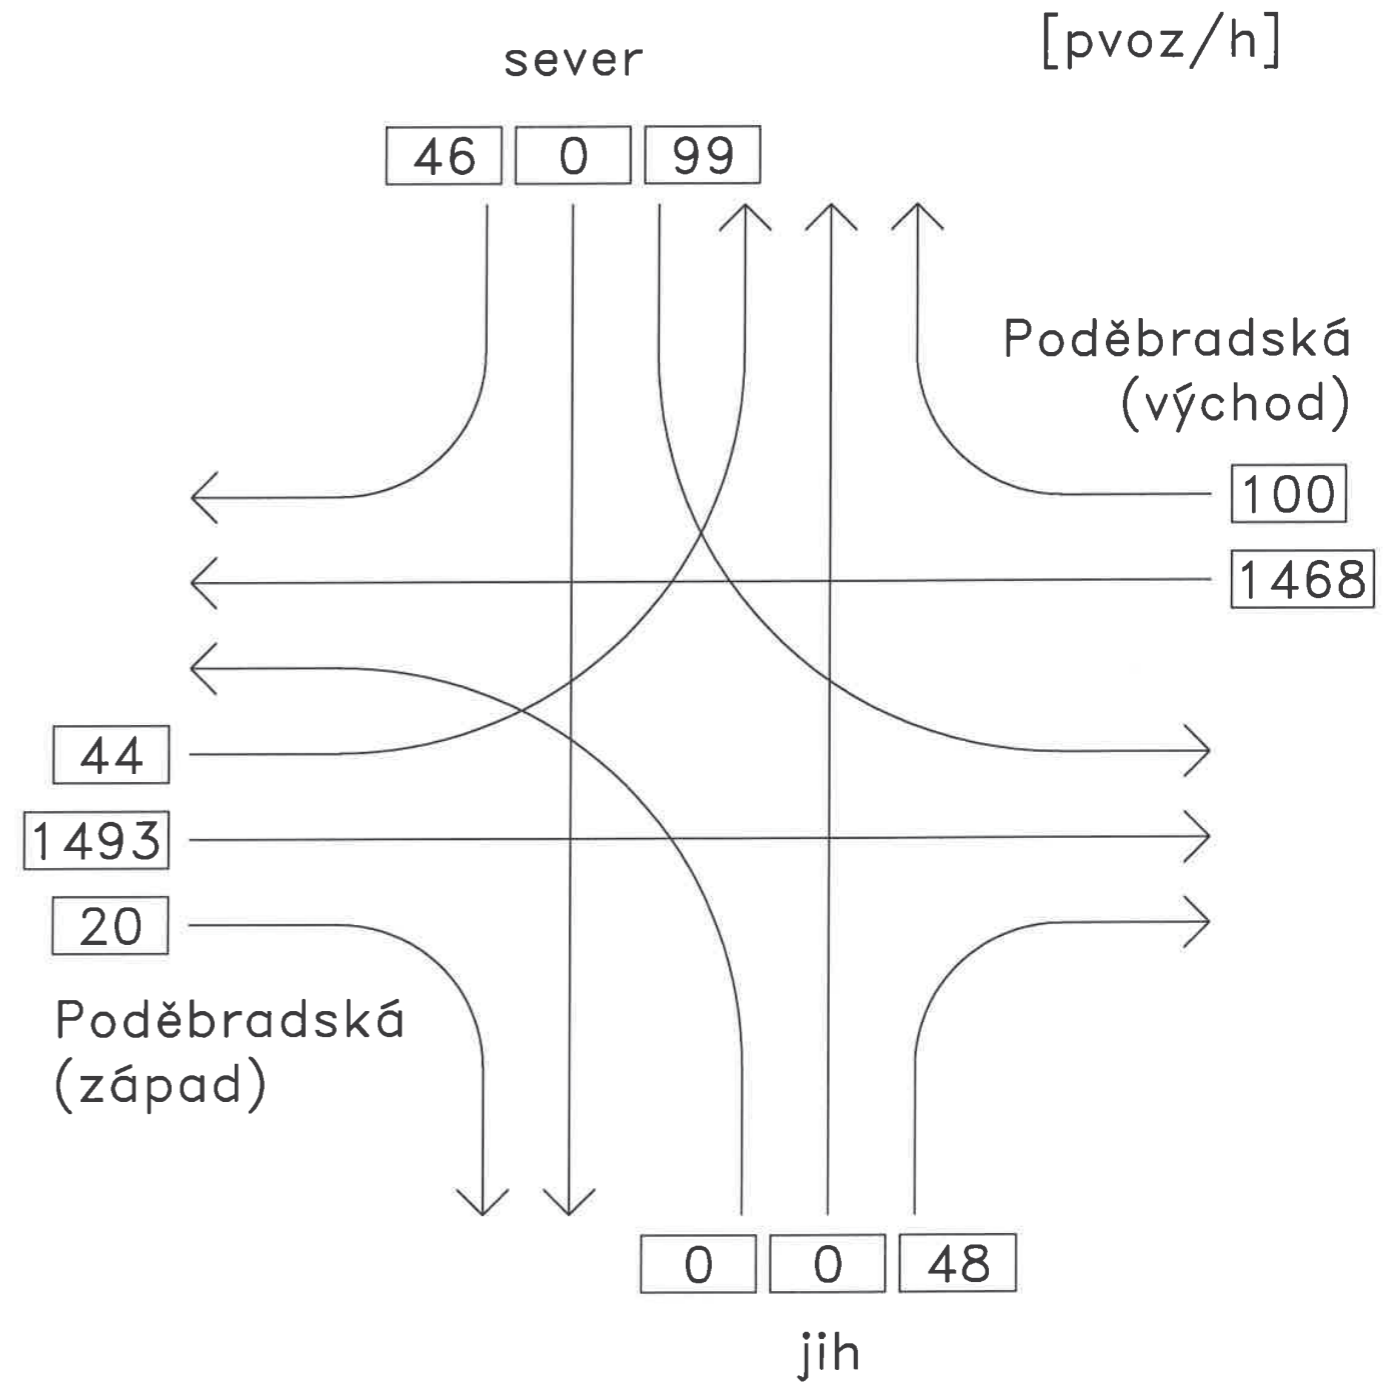 [pvoz/h]
sever
46 0 99
Poděbradská
(východ)
100
1468
44
1493
20
Poděbradská
(západ)
0 0 48
jih